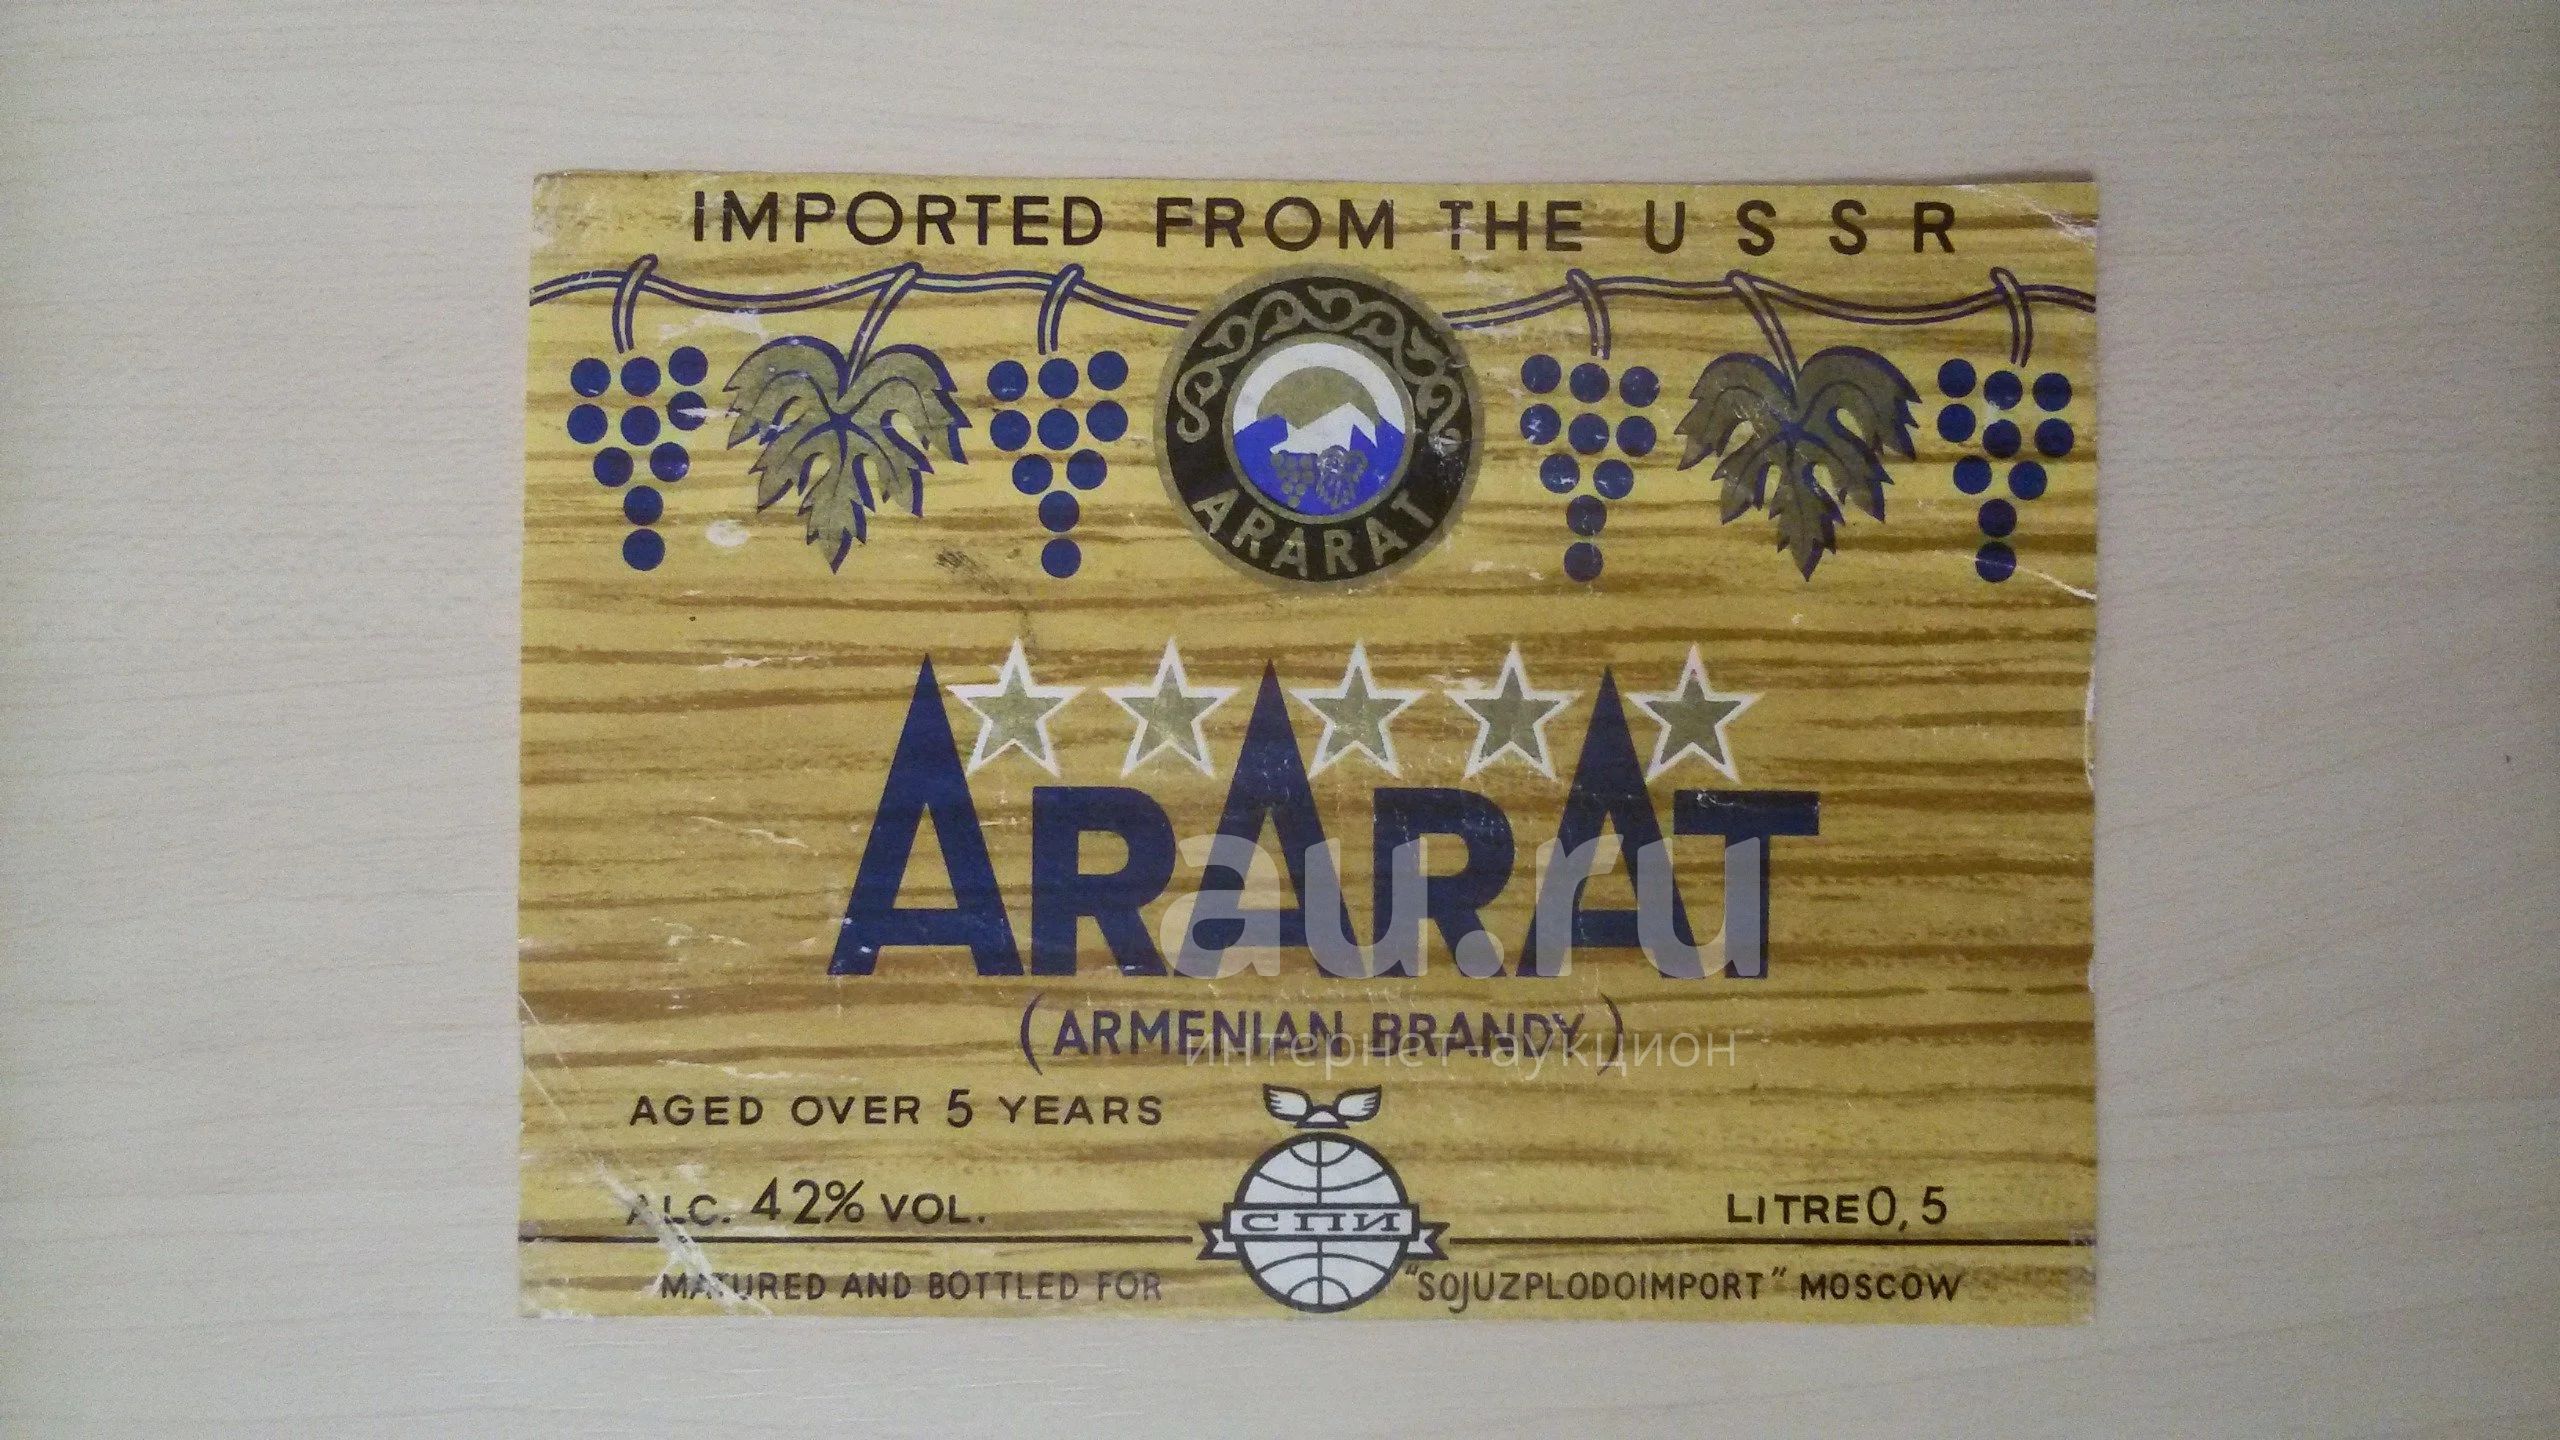 IMPORTED FROM THE U S S R
ARARAT
ARARAT
au.ru
(ARMENIAN BRANDY)
интернет-аукцион
AGED OVER 5 YEARS
ALC. 42% VOL.
LITRE 0,5
СПИ
MATURED AND BOTTLED FOR "SOJUZPLODOIMPORT" MOSCOW